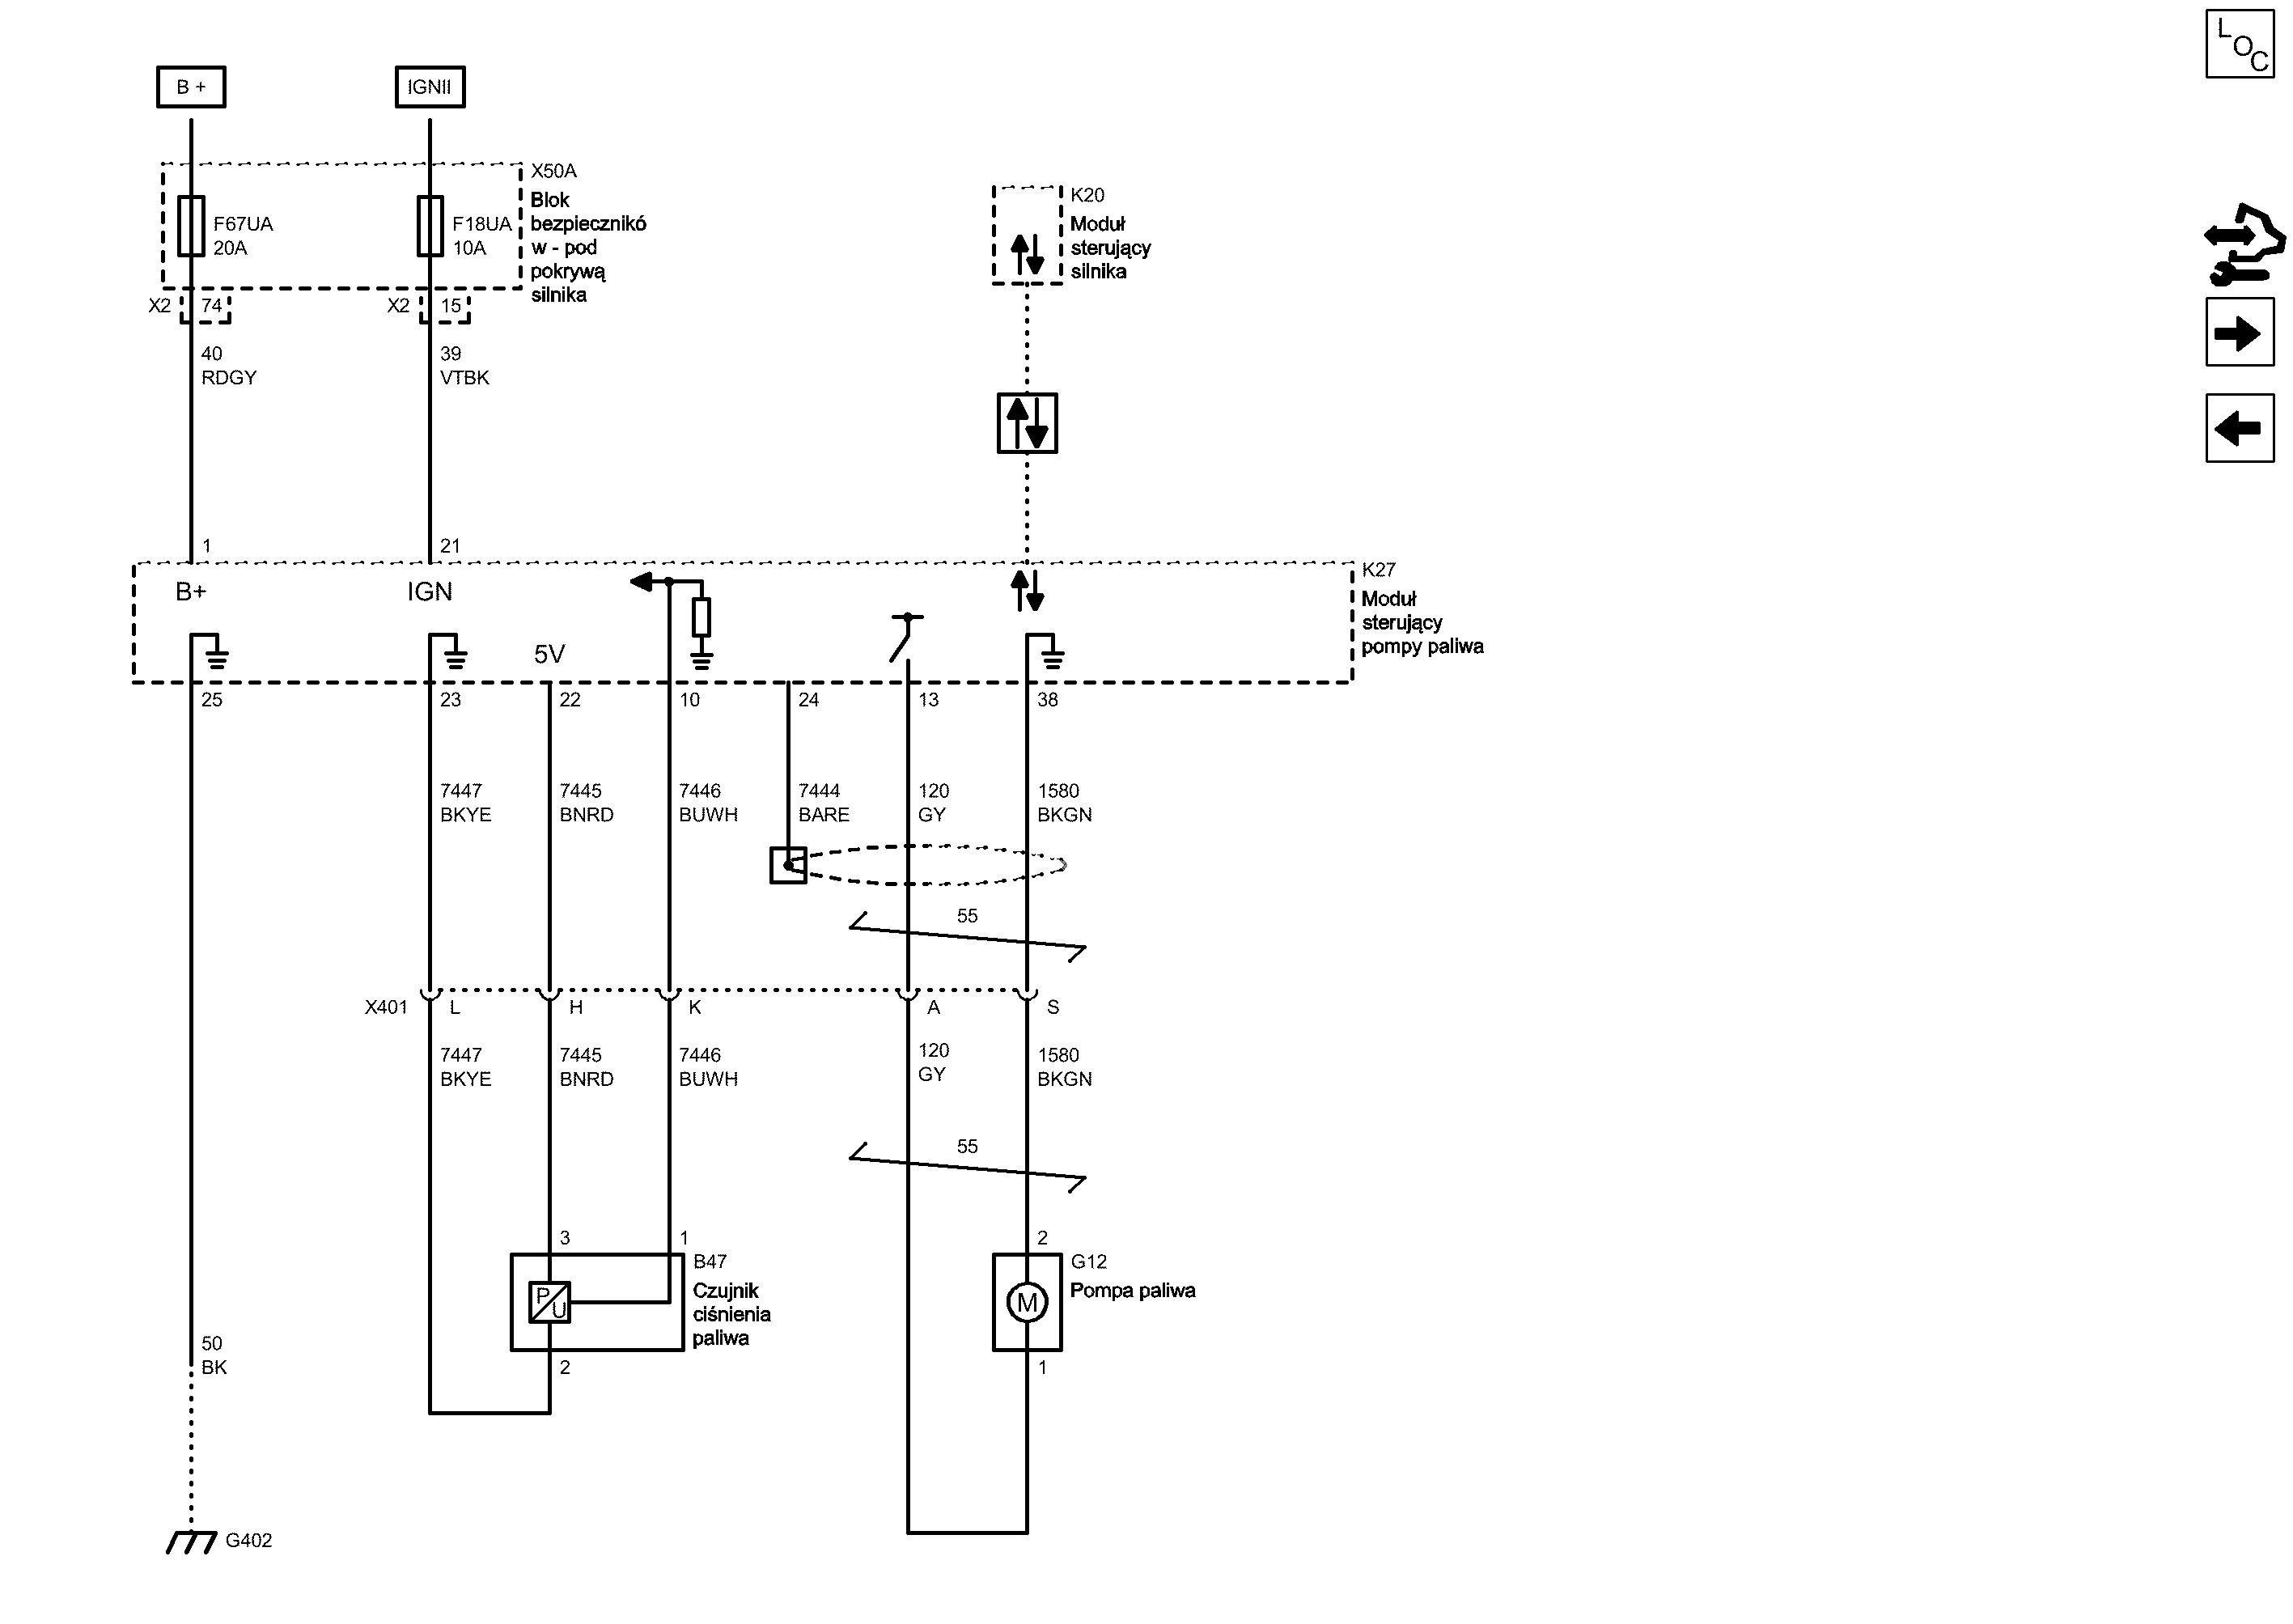 L
O
C
B +
IGNII
X50A
Blok
bezpiecznikó
w - pod
pokrywą
silnika
F67UA
20A
F18UA
10A
K20
Moduł
sterujący
silnika
X2
74
X2
15
40
RDGY
39
VTBK
1
21
K27
Moduł
sterujący
pompy paliwa
B+
IGN
5V
25
23
22
10
24
13
38
7447
BKYE
7445
BNRD
7446
BUWH
7444
BARE
120
GY
1580
BKGN
55
X401
L
H
K
A
S
7447
BKYE
7445
BNRD
7446
BUWH
120
GY
1580
BKGN
55
3
1
2
B47
Czujnik
ciśnienia
paliwa
P
U
G12
Pompa paliwa
M
50
BK
2
1
G402